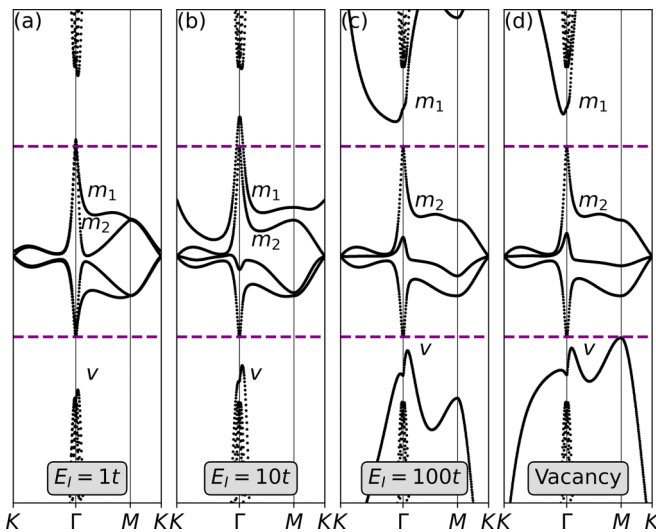 (a) (b) (c) (d)
m₁ m₁
m₁ m₁ m₂ m₂
m₂ m₂
v v v v
E_I = 1t E_I = 10t E_I = 100t Vacancy
K Γ M K K Γ M K K Γ M K K Γ M K